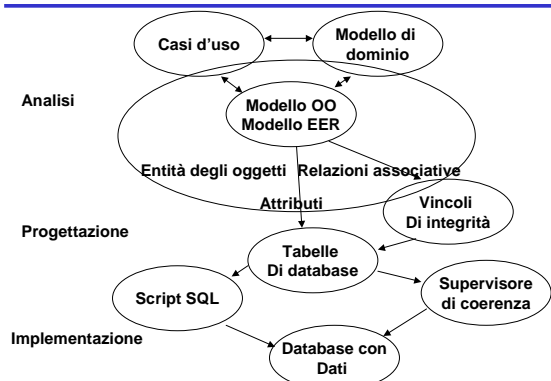 Casi d'uso
Modello di
dominio
Analisi
Modello OO
Modello EER
Entità degli oggetti
Relazioni associative
Attributi
Vincoli
Di integrità
Progettazione
Tabelle
Di database
Script SQL
Supervisore
di coerenza
Implementazione
Database con
Dati